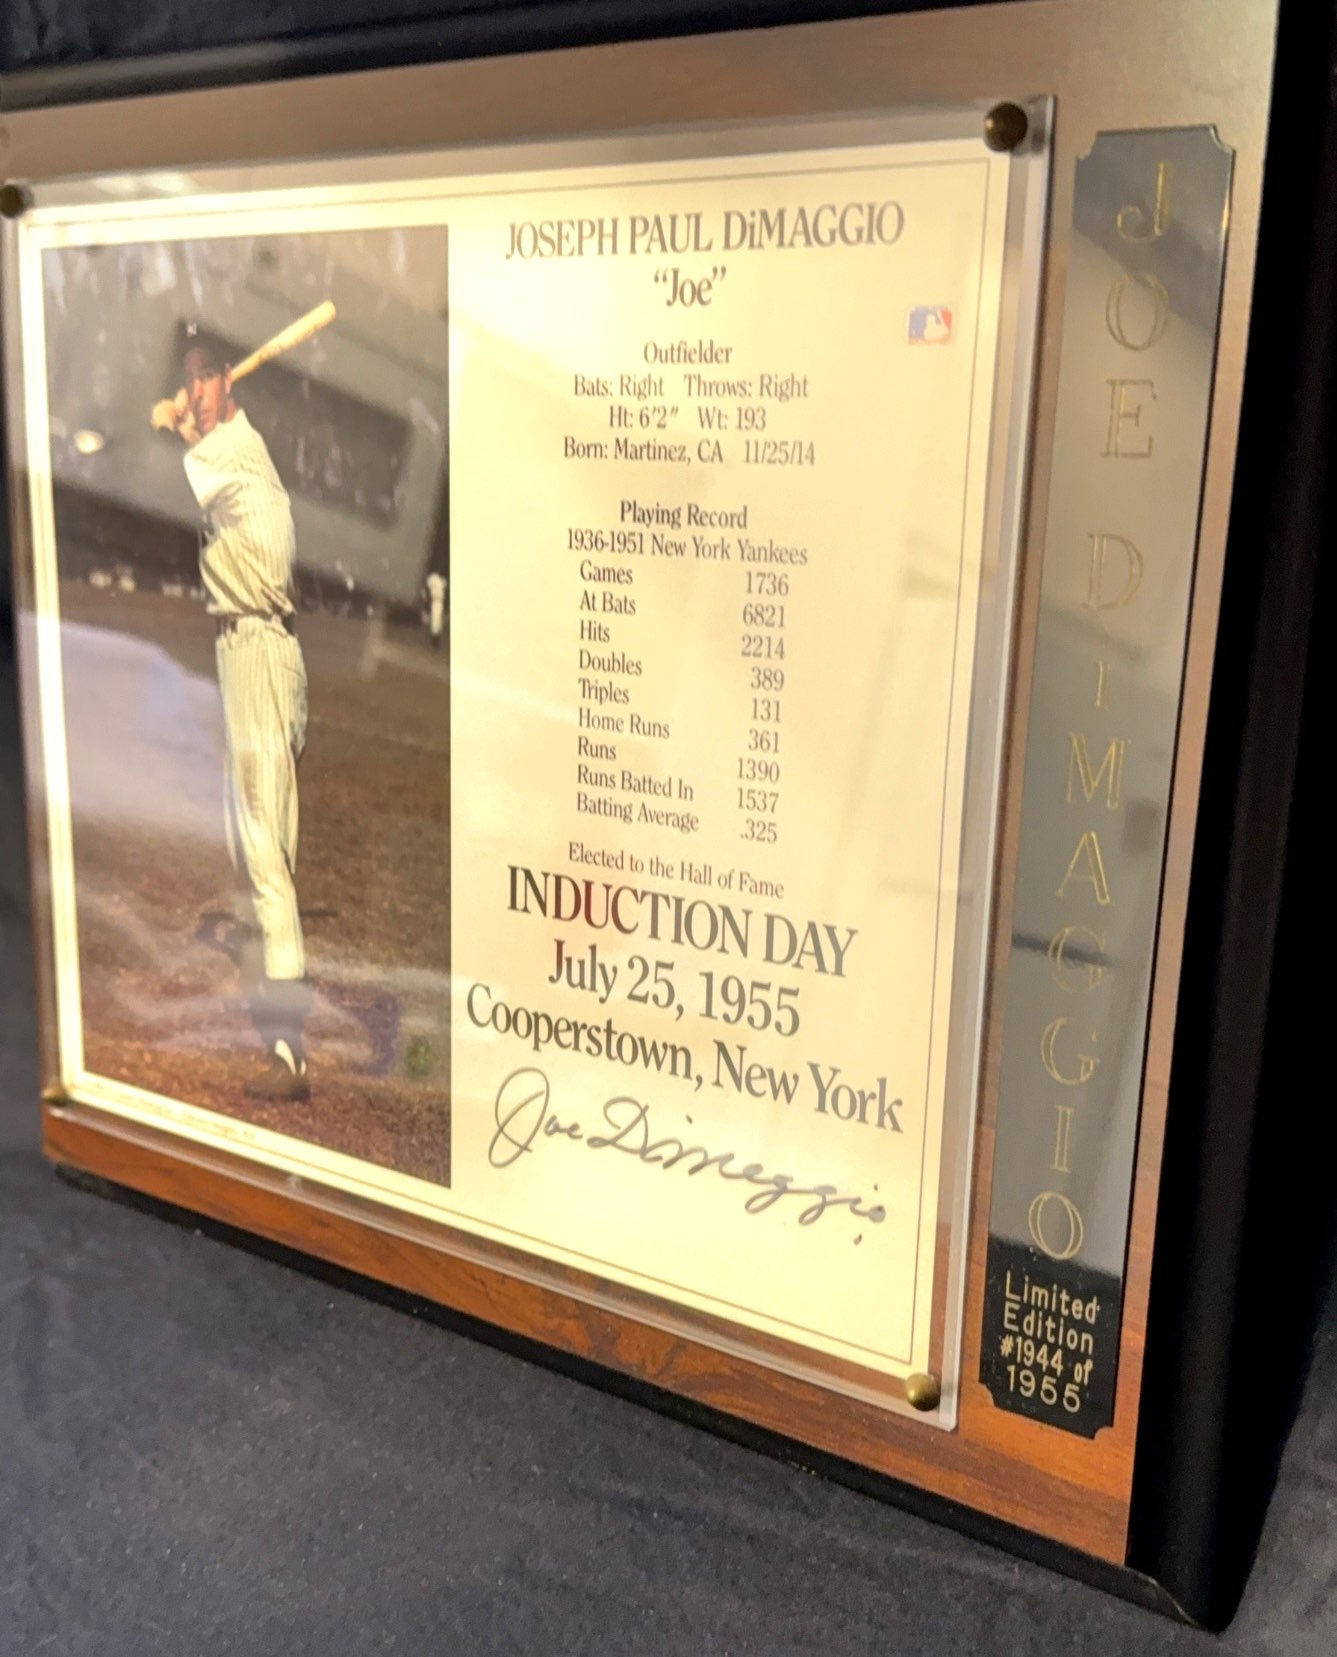 JOSEPH PAUL DiMAGGIO
“Joe”
Outfielder
Bats: Right Throws: Right
Ht: 6'2" Wt: 193
Born: Martinez, CA 11/25/14
Playing Record
1936-1951 New York Yankees
Games 1736
At Bats 6821
Hits 2214
Doubles 389
Triples 131
Home Runs 361
Runs 1390
Runs Batted In 1537
Batting Average .325
Elected to the Hall of Fame
INDUCTION DAY
July 25, 1955
Cooperstown, New York
Joe DiMaggio
JOE DIMAGGIO
Limited
Edition
#1944 of
1955